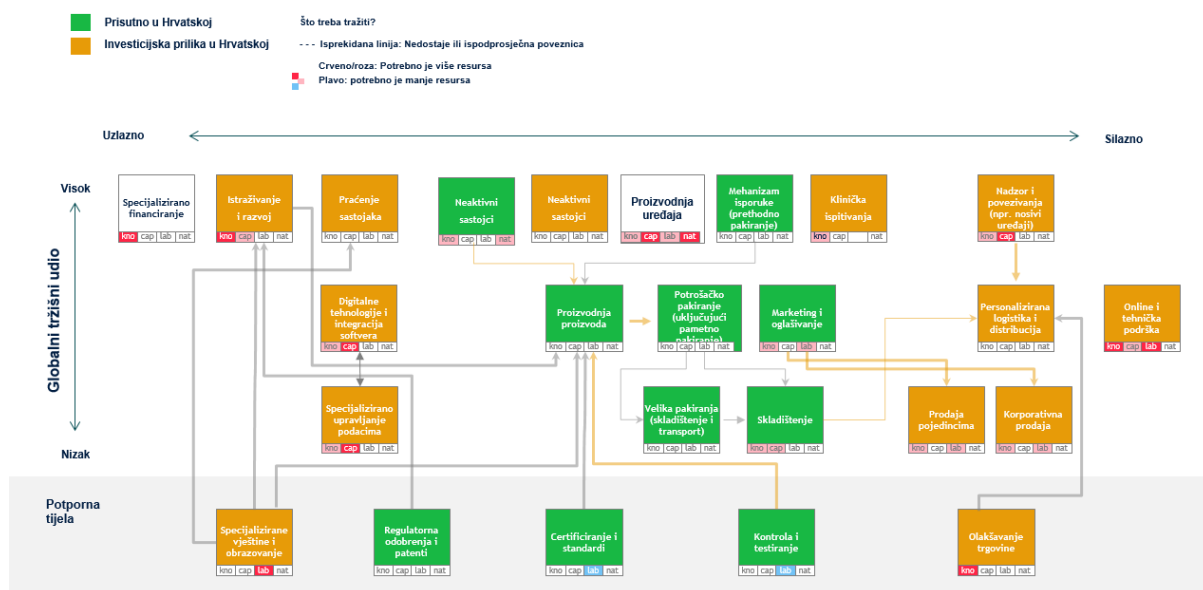 Prisutno u Hrvatskoj
Investicijska prilika u Hrvatskoj
Što treba tražiti?
- - - Isprekidana linija: Nedostaje ili ispodprosječna poveznica
Crveno/roza: Potrebno je više resursa
Plavo: potrebno je manje resursa
Uzlazno
Silazno
Visok
Globalni tržišni udio
Nizak
Specijalizirano
financiranje
kno cap lab nat
Istraživanje
i razvoj
kno cap lab nat
Praćenje
sastojaka
kno cap lab nat
Neaktivni
sastojci
kno cap lab nat
Neaktivni
sastojci
kno cap lab nat
Proizvodnja
uređaja
kno cap lab nat
Mehanizam
isporuke
(prethodno
pakiranje)
kno cap lab nat
Klinička
ispitivanja
kno cap nat
Nadzor i
povezivanja
(npr. nosivi
uređaji)
kno cap lab nat
Digitalne
tehnologije i
integracija
softvera
kno cap lab nat
Proizvodnja
proizvoda
kno cap lab nat
Potrošačko
pakiranje
(uključujući
pametno
pakiranje)
kno cap lab nat
Marketing i
oglašivanje
kno cap lab nat
Personalizirana
logistika i
distribucija
kno cap lab nat
Online i
tehnička
podrška
kno cap lab nat
Specijalizirano
upravljanje
podacima
kno cap lab nat
Velika pakiranja
(skladištenje i
transport)
kno cap lab nat
Skladištenje
kno cap lab nat
Prodaja
pojedincima
kno cap lab nat
Korporativna
prodaja
kno cap lab nat
Potporna
tijela
Specijalizirane
vještine i
obrazovanje
kno cap lab nat
Regulatorna
odobrenja i
patenti
kno cap lab nat
Certificiranje i
standardi
kno cap lab nat
Kontrola i
testiranje
kno cap lab nat
Olakšavanje
trgovine
kno cap lab nat